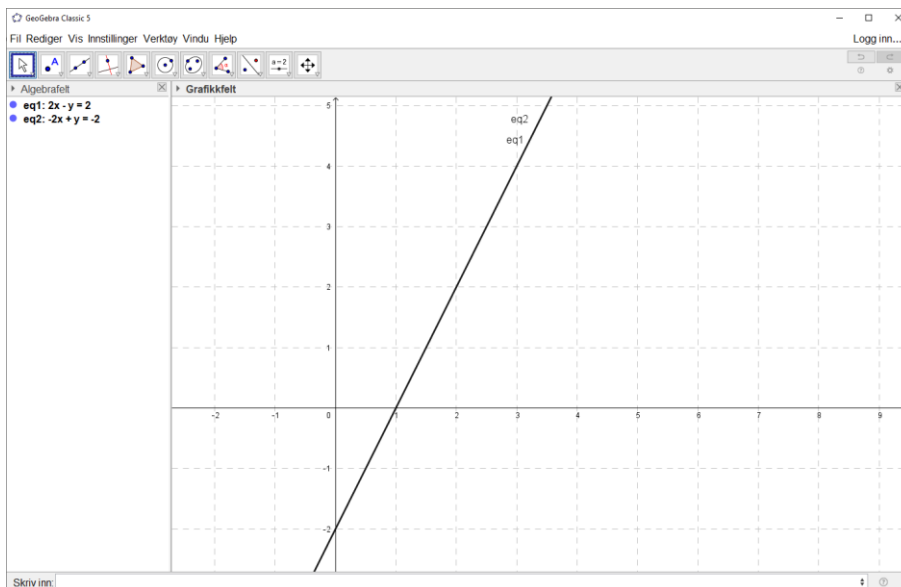 GeoGebra Classic 5
Fil Rediger Vis Innstillinger Verktøy Vindu Hjelp
Logg inn...
A
a=2
Algebrafelt
Grafikkfelt
eq1: 2x - y = 2
eq2: -2x + y = -2
5
eq2
eq1
4
3
2
1
-2 -1 0 1 2 3 4 5 6 7 8 9
-1
-2
Skriv inn: